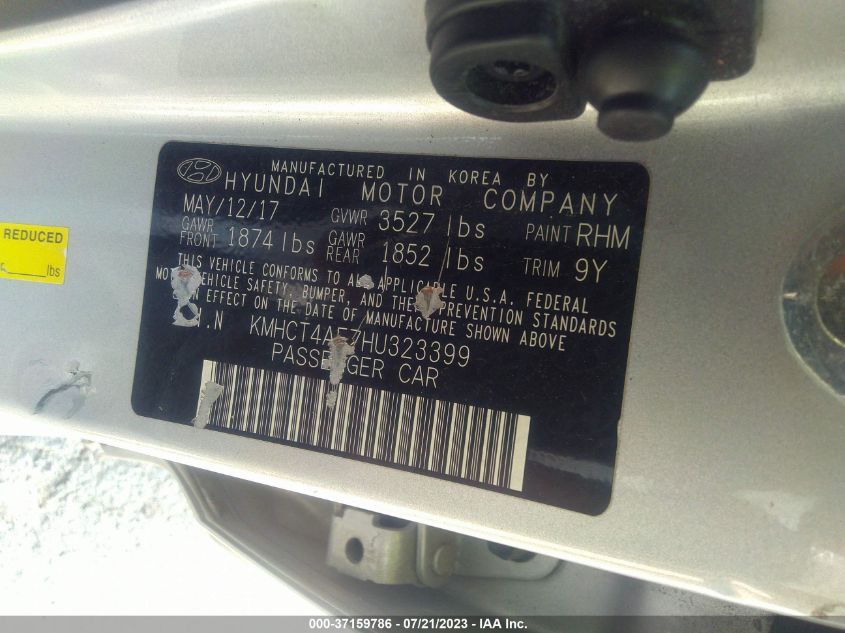 MANUFACTURED IN KOREA BY
HYUNDAI MOTOR COMPANY
MAY/12/17 GVWR 3527 lbs PAINT RHM
GAWR FRONT 1874 lbs GAWR REAR 1852 lbs TRIM 9Y
THIS VEHICLE CONFORMS TO ALL APPLICABLE U.S.A. FEDERAL
MOTOR VEHICLE SAFETY, BUMPER, AND THEFT PREVENTION STANDARDS
IN EFFECT ON THE DATE OF MANUFACTURE SHOWN ABOVE
V.I.N KMHCT4AE7HU323399
PASSENGER CAR
REDUCED
lbs
000-37159786 - 07/21/2023 - IAA Inc.